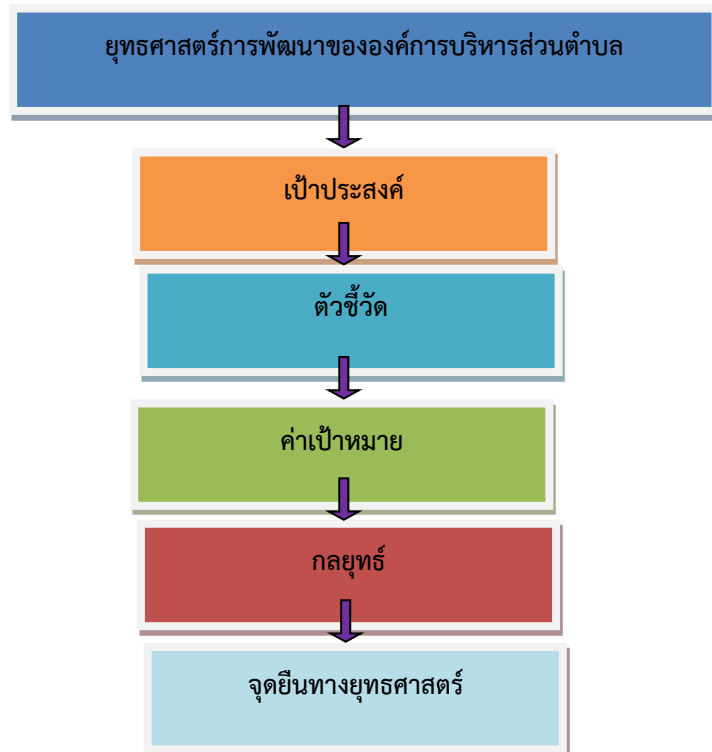 ยุทธศาสตร์การพัฒนาขององค์การบริหารส่วนตำบล
เป้าประสงค์
ตัวชี้วัด
ค่าเป้าหมาย
กลยุทธ์
จุดยืนทางยุทธศาสตร์